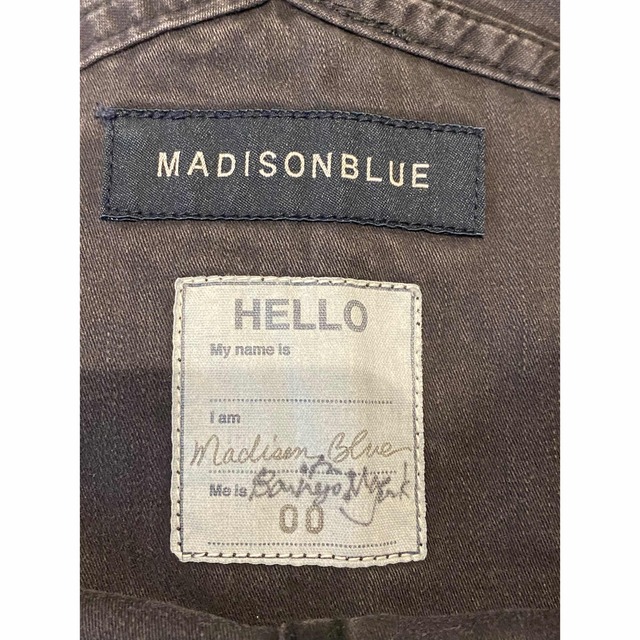 MADISONBLUE
HELLO
My name is
I am
Madison Blue
Me is
00